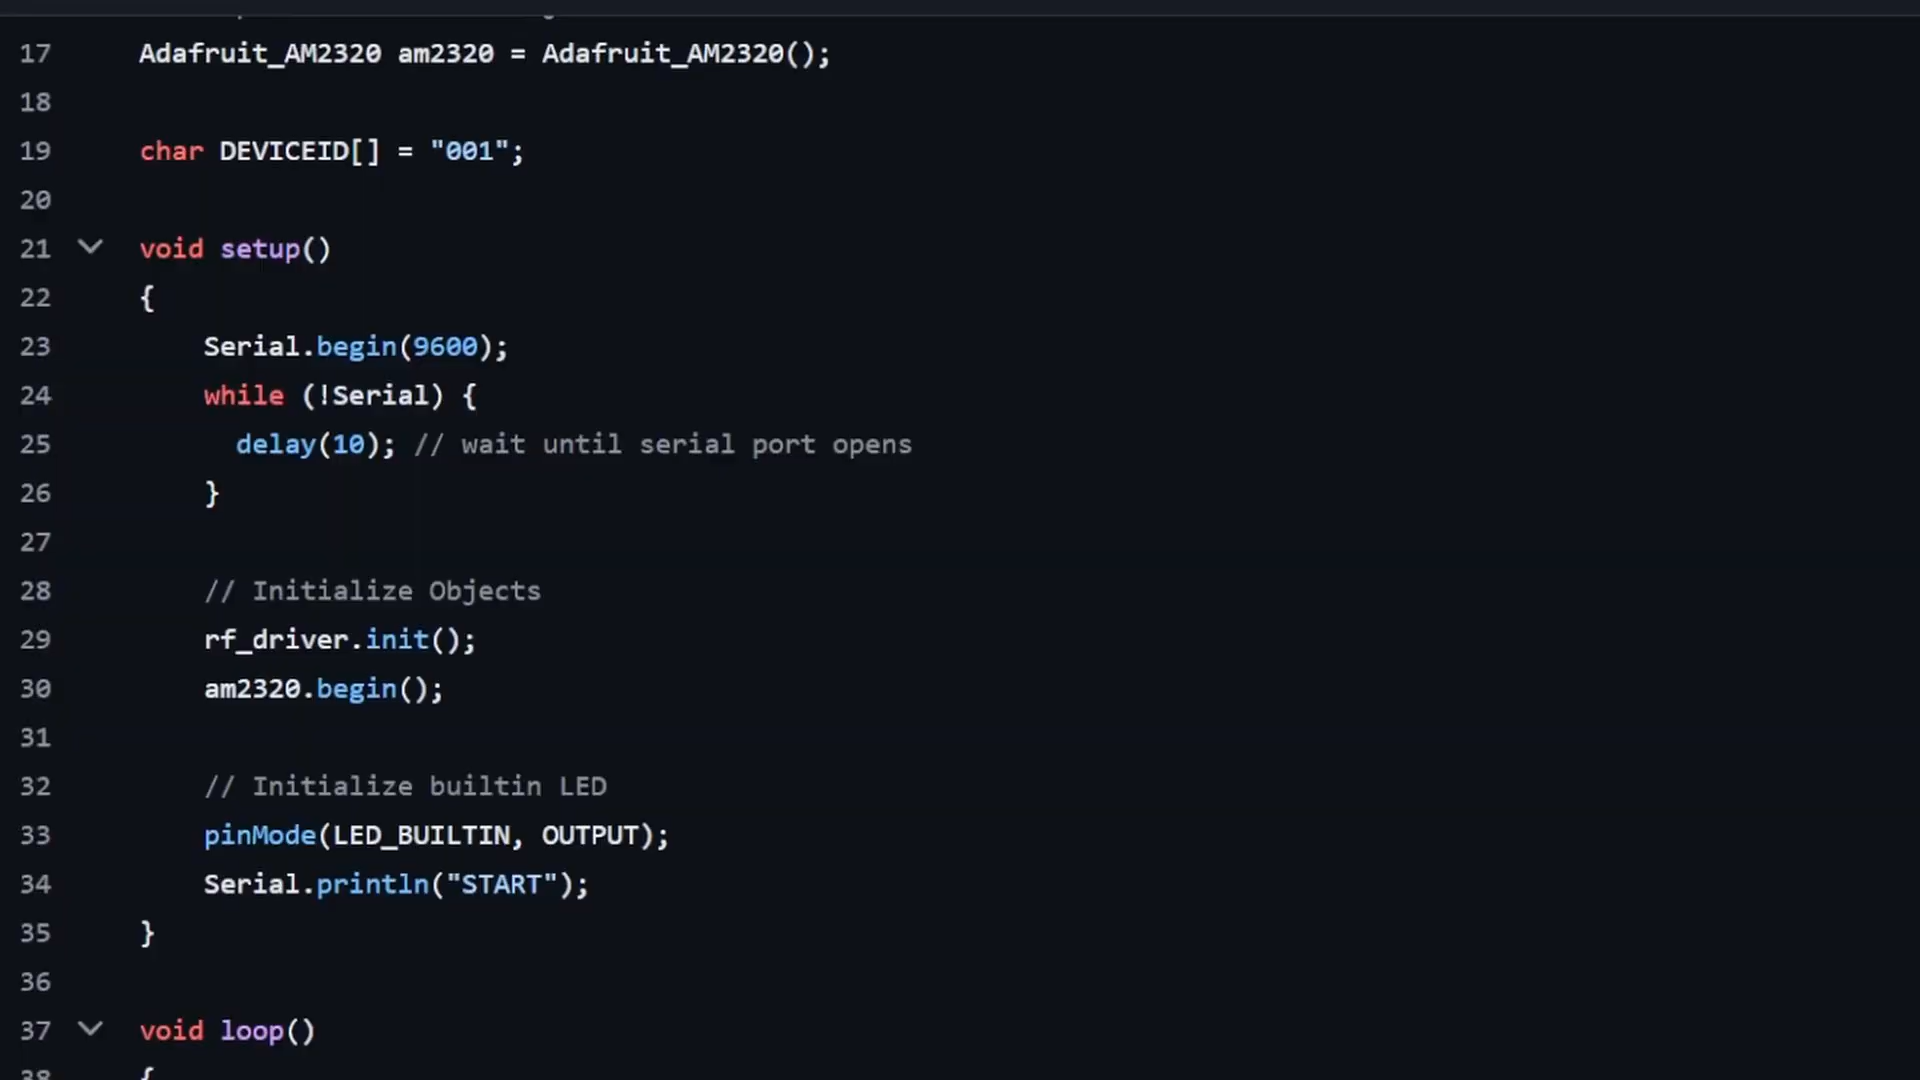 17 Adafruit_AM2320 am2320 = Adafruit_AM2320();
18
19 char DEVICEID[] = "001";
20
21 void setup()
22 {
23 Serial.begin(9600);
24 while (!Serial) {
25 delay(10); // wait until serial port opens
26 }
27
28 // Initialize Objects
29 rf_driver.init();
30 am2320.begin();
31
32 // Initialize builtin LED
33 pinMode(LED_BUILTIN, OUTPUT);
34 Serial.println("START");
35 }
36
37 void loop()
38 {